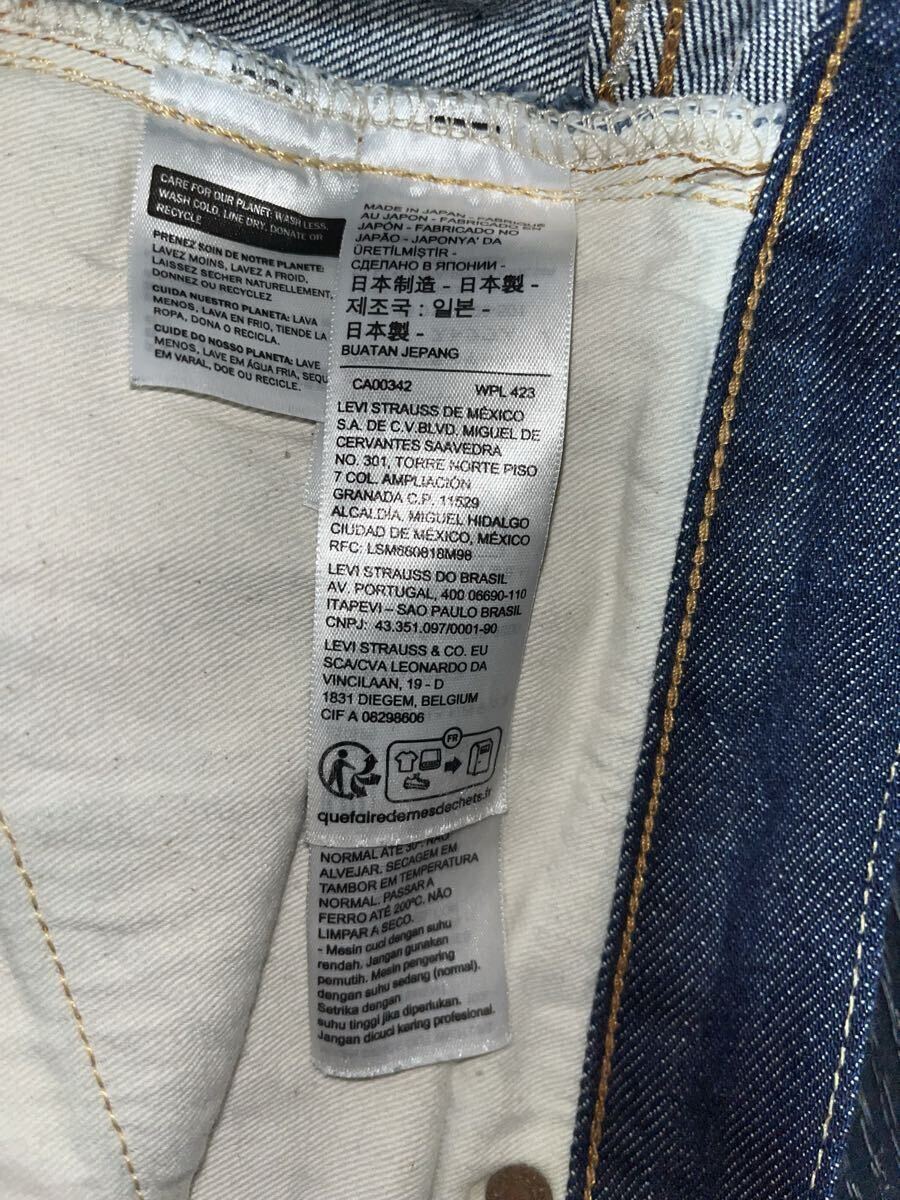 CARE FOR OUR PLANET: WASH LESS,
WASH COLD, LINE DRY, DONATE OR
RECYCLE
PRENEZ SOIN DE NOTRE PLANETE:
LAVEZ MOINS, LAVEZ A FROID,
LAISSEZ SECHER NATURELLEMENT,
DONNEZ OU RECYCLEZ
CUIDA NUESTRO PLANETA: LAVA
MENOS, LAVA EN FRIO, TIENDE LA
ROPA, DONA O RECICLA.
CUIDE DO NOSSO PLANETA: LAVE
MENOS, LAVE EM ÁGUA FRIA, SEQU
EM VARAL, DOE OU RECICLE.
MADE IN JAPAN - FABRIQUÉ
AU JAPON - FABRICADO EN
JAPÓN - FABRICADO NO
JAPÃO - JAPONYA' DA
ÜRETİLMİŞTİR -
СДЕЛАНО В ЯПОНИИ -
日本制造 - 日本製 -
제조국 : 일본 -
日本製 -
BUATAN JEPANG
CA00342 WPL 423
LEVI STRAUSS DE MÉXICO
S.A. DE C.V.BLVD. MIGUEL DE
CERVANTES SAAVEDRA
NO. 301, TORRE NORTE PISO
7 COL. AMPLIACIÓN
GRANADA C.P. 11529
ALCALDÍA, MIGUEL HIDALGO
CIUDAD DE MÉXICO, MÉXICO
RFC: LSM680818M98
LEVI STRAUSS DO BRASIL
AV. PORTUGAL, 400 06690-110
ITAPEVI – SAO PAULO BRASIL
CNPJ: 43.351.097/0001-90
LEVI STRAUSS & CO. EU
SCA/CVA LEONARDO DA
VINCILAAN, 19 - D
1831 DIEGEM, BELGIUM
CIF A 08298606
FR
quefairedemesdechets.fr
NORMAL ATÉ 30º. NÃO
ALVEJAR. SECAGEM EM
TAMBOR EM TEMPERATURA
NORMAL. PASSAR A
FERRO ATÉ 200ºC. NÃO
LIMPAR A SECO.
- Mesin cuci dengan suhu
rendah. Jangan gunakan
pemutih. Mesin pengering
dengan suhu sedang (normal).
Setrika dengan
suhu tinggi jika diperlukan.
Jangan dicuci kering profesional.